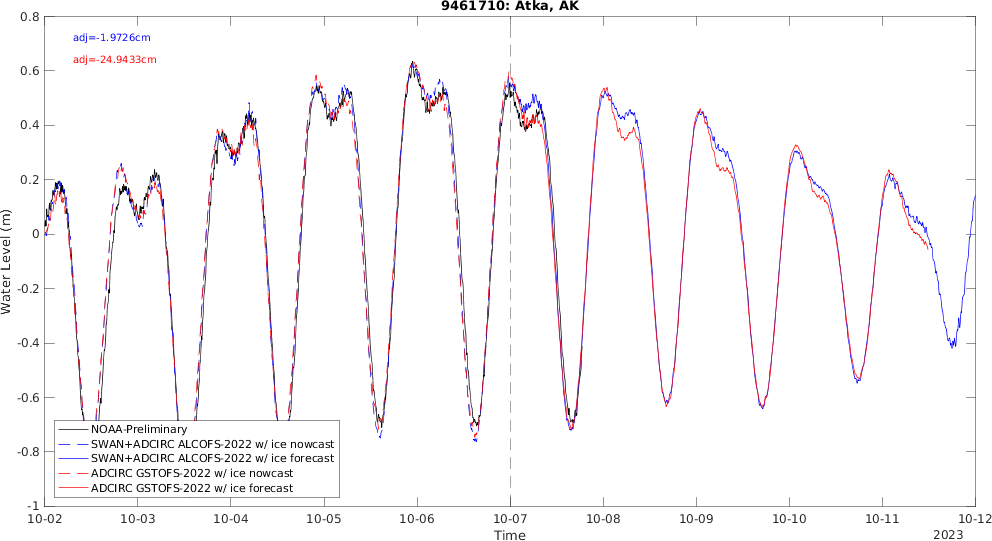 9461710: Atka, AK
adj=-1.9726cm
adj=-24.9433cm
0.8
0.6
0.4
0.2
0
-0.2
-0.4
-0.6
-0.8
-1
Water Level (m)
NOAA-Preliminary
SWAN+ADCIRC ALCOFS-2022 w/ ice nowcast
SWAN+ADCIRC ALCOFS-2022 w/ ice forecast
ADCIRC GSTOFS-2022 w/ ice nowcast
ADCIRC GSTOFS-2022 w/ ice forecast
10-02 10-03 10-04 10-05 10-06 10-07 10-08 10-09 10-10 10-11 10-12
Time
2023